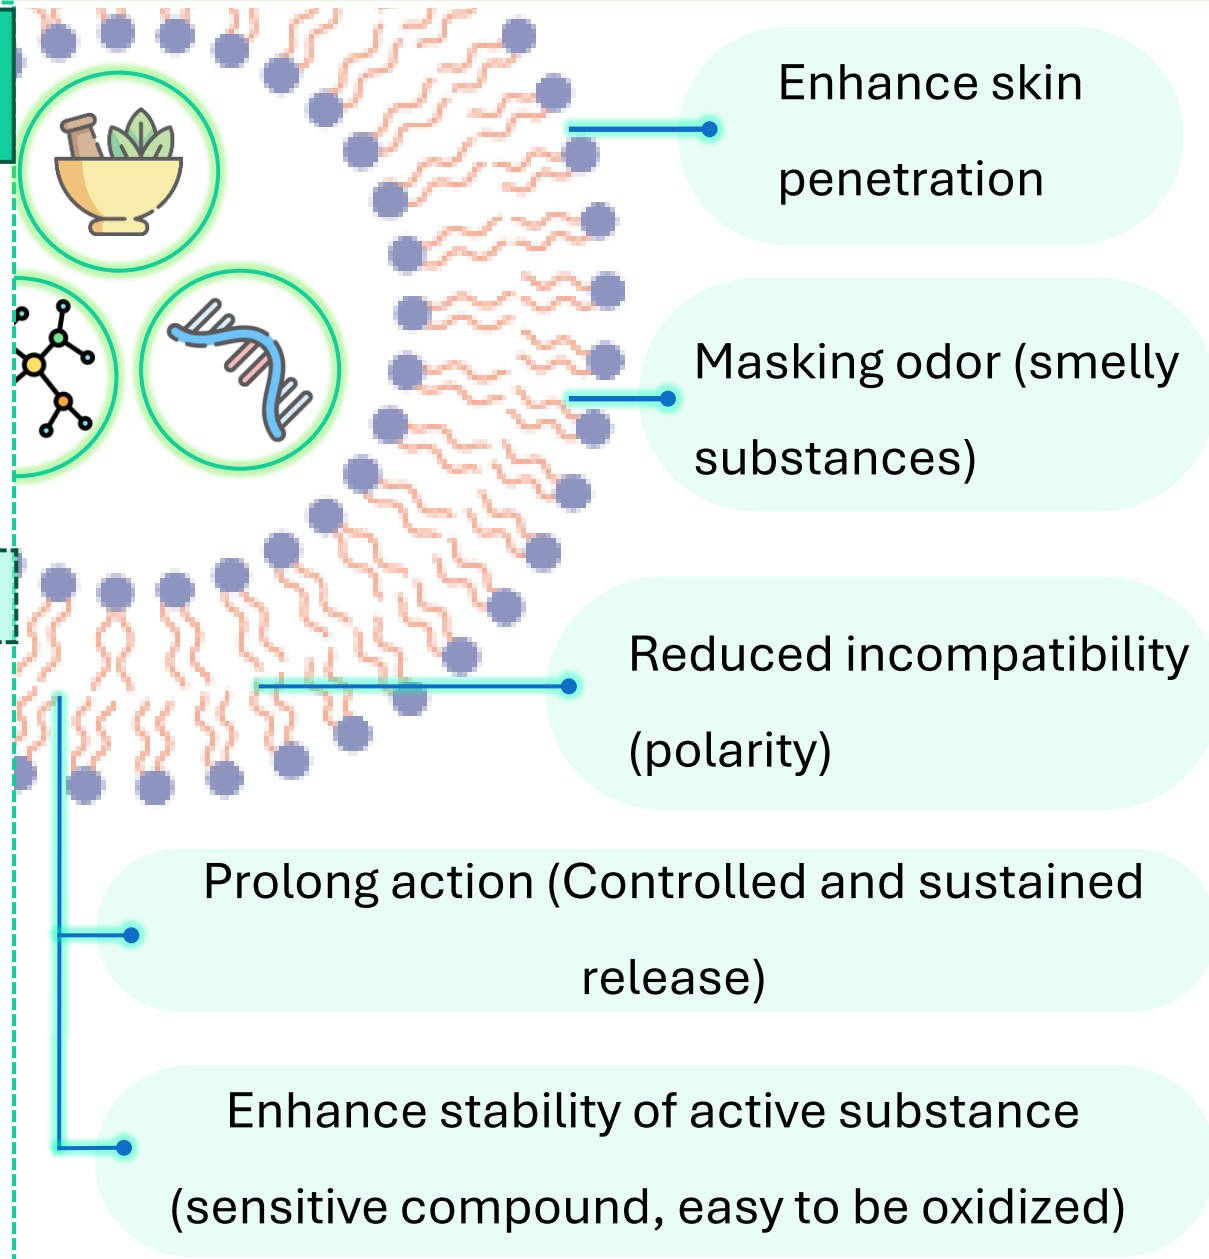 Enhance skin
penetration
Masking odor (smelly
substances)
Reduced incompatibility
(polarity)
Prolong action (Controlled and sustained
release)
Enhance stability of active substance
(sensitive compound, easy to be oxidized)